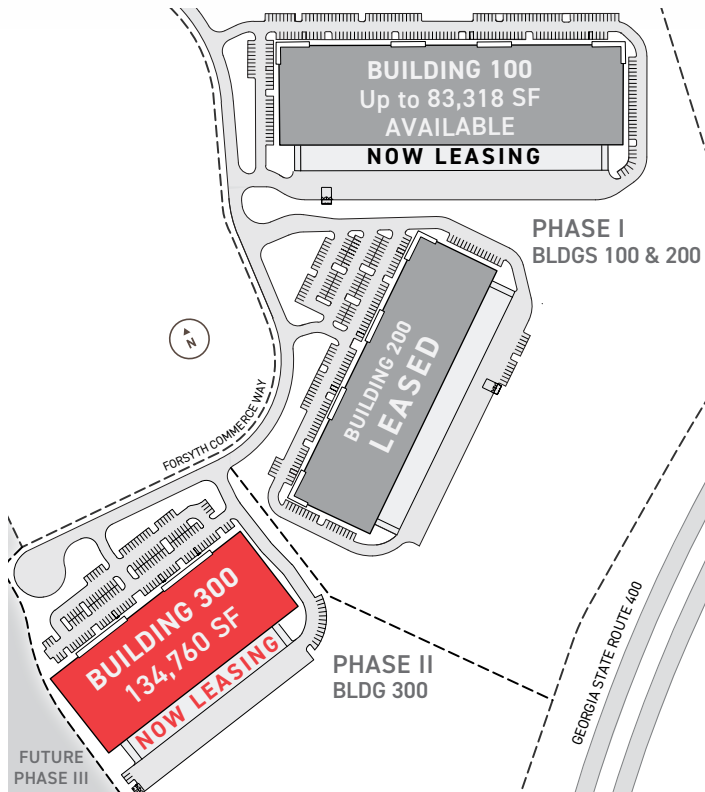 BUILDING 100
Up to 83,318 SF
AVAILABLE
NOW LEASING
PHASE I
BLDGS 100 & 200
N
BUILDING 200
LEASED
FORSYTH COMMERCE WAY
GEORGIA STATE ROUTE 400
BUILDING 300
134,760 SF
NOW LEASING
PHASE II
BLDG 300
FUTURE
PHASE III